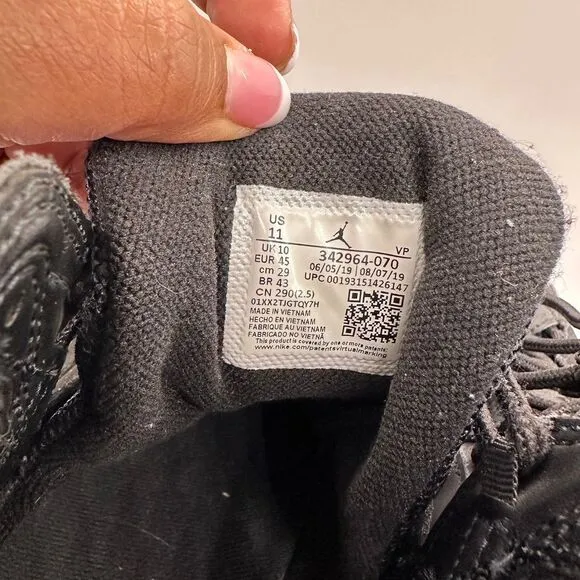 US
11
UK 10
EUR 45
cm 29
BR 43
CN 290(2.5)
VP
342964-070
06/05/19 08/07/19
UPC 00193151426147
01XX2TJGTQY7H
MADE IN VIETNAM
HECHO EN VIETNAM
FABRIQUE AU VIETNAM
FABRICADO NO VIETNÃ
This product is covered by one or more patents:
www.nike.com/patentsvirtualmarking